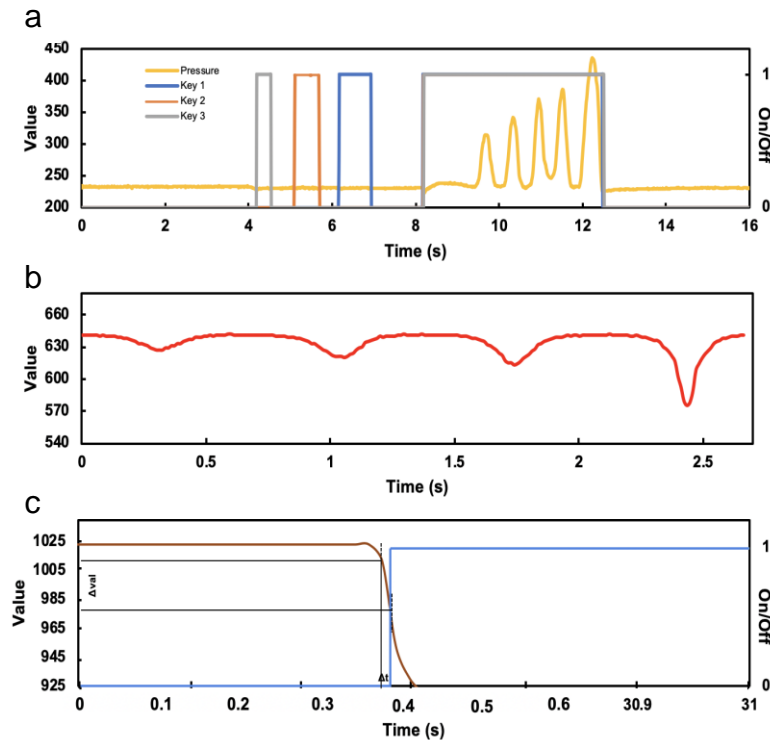 a
450
400
350
300
250
200
Value
Pressure
Key 1
Key 2
Key 3
1
0
On/Off
0 2 4 6 8 10 12 14 16
Time (s)
b
660
630
600
570
540
Value
0 0.5 1 1.5 2 2.5
Time (s)
c
1025
1005
985
965
945
925
Value
Δval
Δt
1
0
On/Off
0 0.1 0.2 0.3 0.4 0.5 0.6 30.9 31
Time (s)